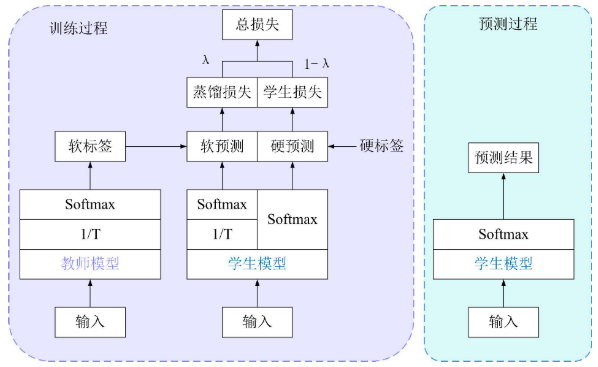 训练过程
总损失
λ
1-λ
蒸馏损失
学生损失
软标签
软预测
硬预测
硬标签
Softmax
1/T
教师模型
输入
Softmax
1/T
Softmax
学生模型
输入
预测过程
预测结果
Softmax
学生模型
输入